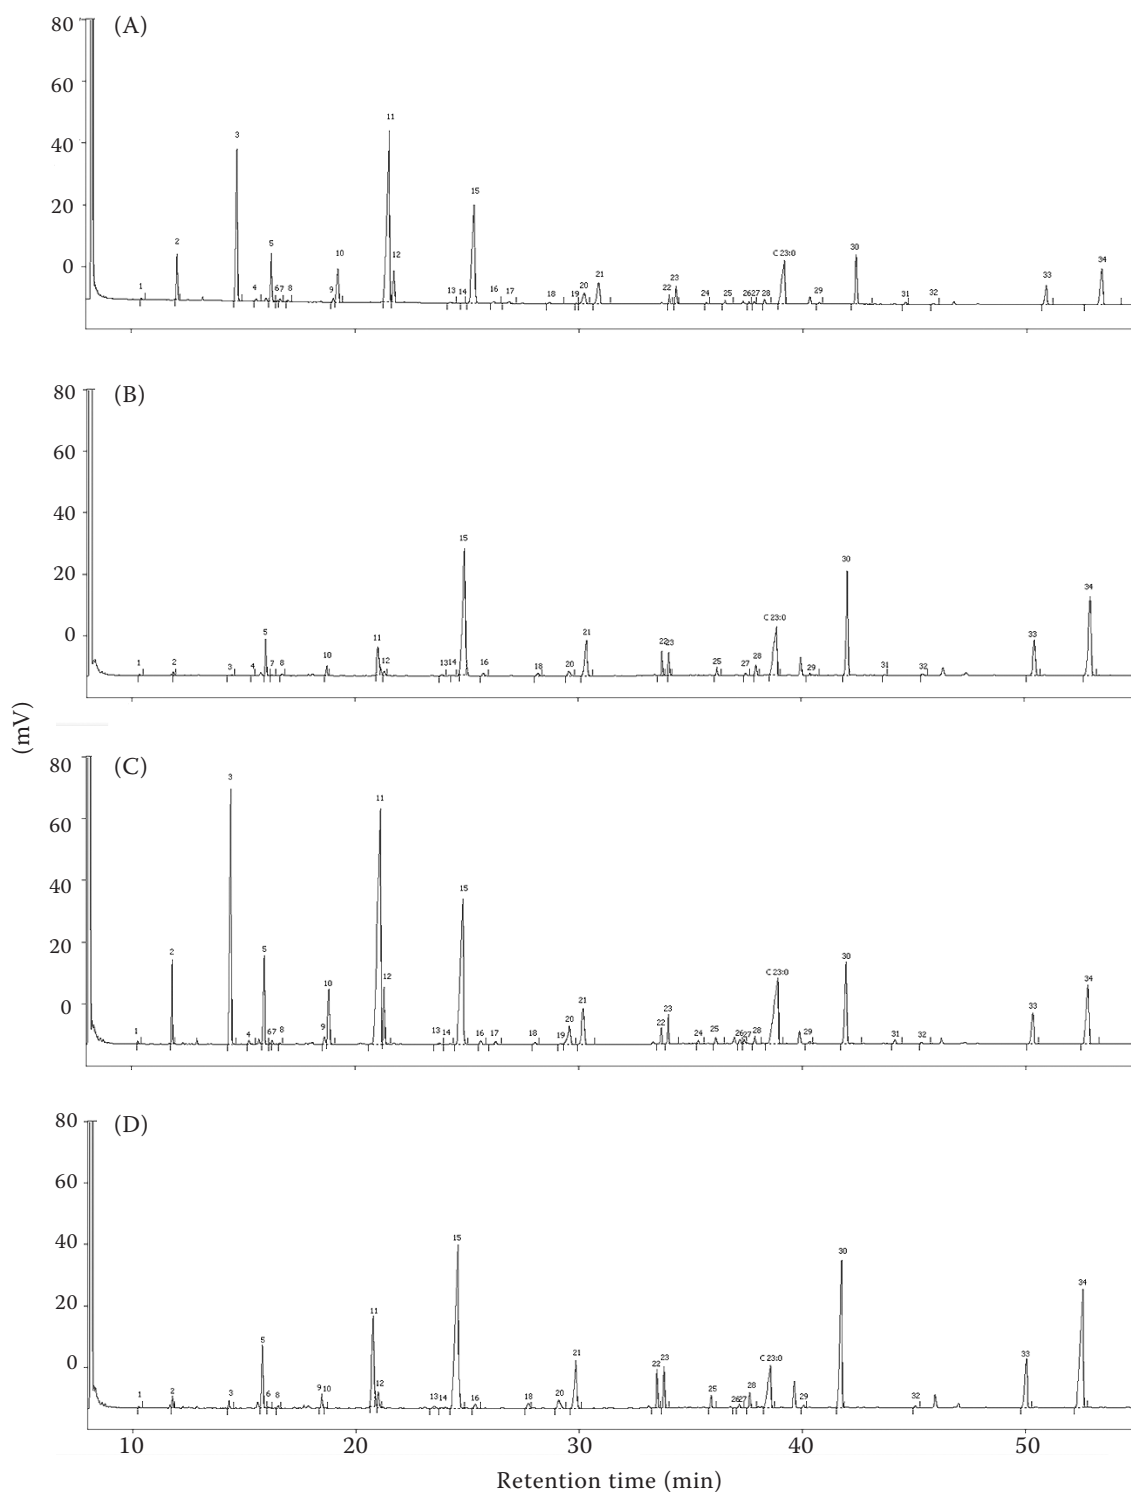 80 (A)
60
40
20
0
1 2 3 4 5 6 7 8 9 10 11 12 13 14 15 16 17 18 19 20 21 22 23 24 25 26 27 28 C 23:0 29 30 31 32 33 34
80 (B)
60
40
20
0
1 2 3 4 5 7 8 10 11 12 13 14 15 16 18 20 21 22 23 25 27 28 C 23:0 29 30 31 32 33 34
(mV)
80 (C)
60
40
20
0
1 2 3 4 5 6 7 8 9 10 11 12 13 14 15 16 17 18 19 20 21 22 23 24 25 26 27 28 C 23:0 29 30 31 32 33 34
80 (D)
60
40
20
0
1 2 3 5 6 8 9 10 11 12 13 14 15 16 18 20 21 22 23 25 26 27 28 C 23:0 29 30 32 33 34
10 20 30 40 50
Retention time (min)